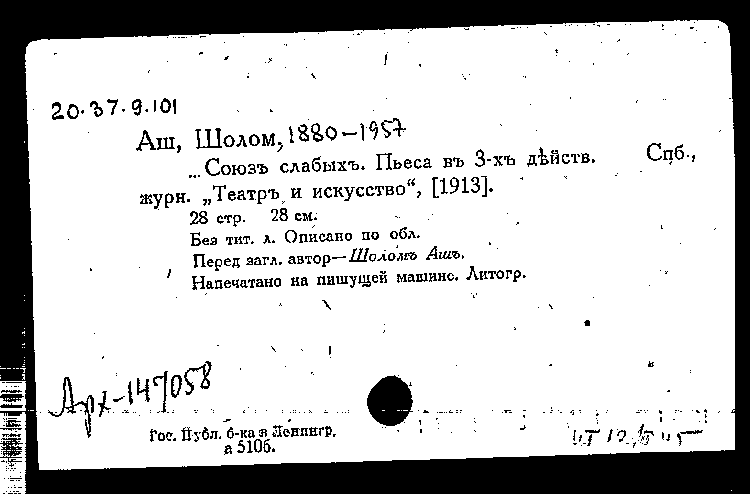 20.37.9.101
Аш, Шолом, 1880–1957
... Союзъ слабыхъ. Пьеса въ 3-хъ дѣйств. Спб.,
журн. „Театръ и искусство“, [1913].
28 стр. 28 см.
Без тит. л. Описано по обл.
Перед загл. автор—Шоломъ Ашъ.
Напечатано на пишущей машине. Литогр.
Арх-147058
Гос. Публ. б-ка в Ленингр.
в 510б.